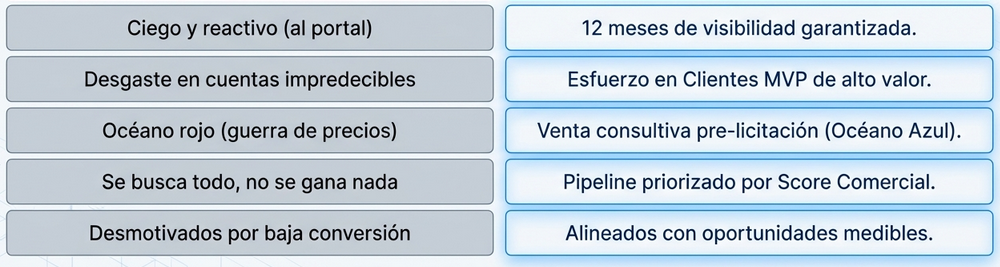 Ciego y reactivo (al portal)
12 meses de visibilidad garantizada.
Desgaste en cuentas impredecibles
Esfuerzo en Clientes MVP de alto valor.
Océano rojo (guerra de precios)
Venta consultiva pre-licitación (Océano Azul).
Se busca todo, no se gana nada
Pipeline priorizado por Score Comercial.
Desmotivados por baja conversión
Alineados con oportunidades medibles.